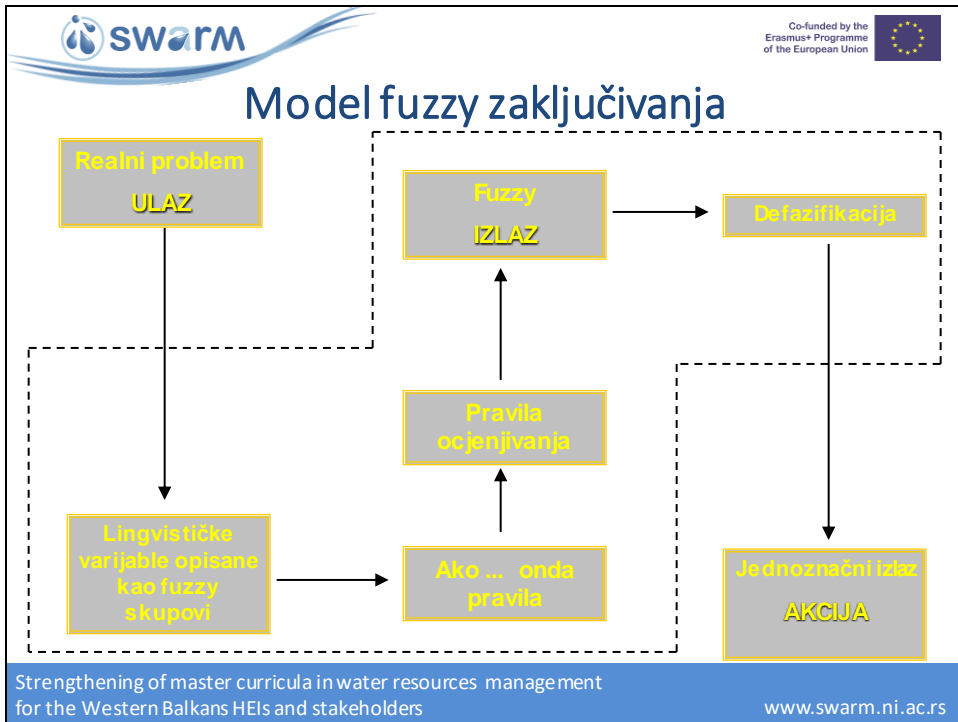 swarm
Co-funded by the
Erasmus+ Programme
of the European Union
Model fuzzy zaključivanja
Realni problem
ULAZ
Fuzzy
IZLAZ
Defazifikacija
Pravila
ocjenjivanja
Lingvističke
varijable opisane
kao fuzzy
skupovi
Ako ... onda
pravila
Jednoznačni izlaz
AKCIJA
Strengthening of master curricula in water resources management
for the Western Balkans HEIs and stakeholders
www.swarm.ni.ac.rs